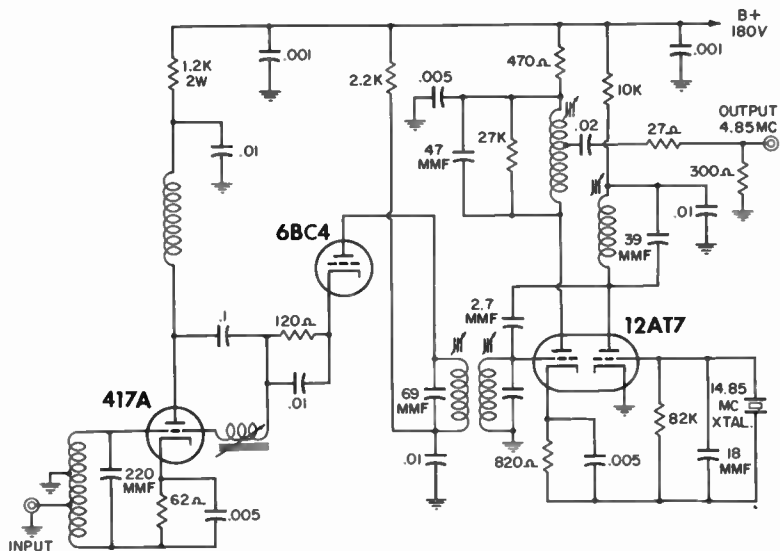 B+
180V
1.2K
2W
.001
2.2K
470Ω
.001
.005
10K
.01
47
MMF
27K
.02
27Ω
OUTPUT
4.85MC
300Ω
.01
39
MMF
6BC4
.1
120Ω
2.7
MMF
12AT7
.01
417A
69
MMF
14.85
MC
XTAL.
82K
18
MMF
220
MMF
62Ω
.005
.01
820Ω
.005
INPUT